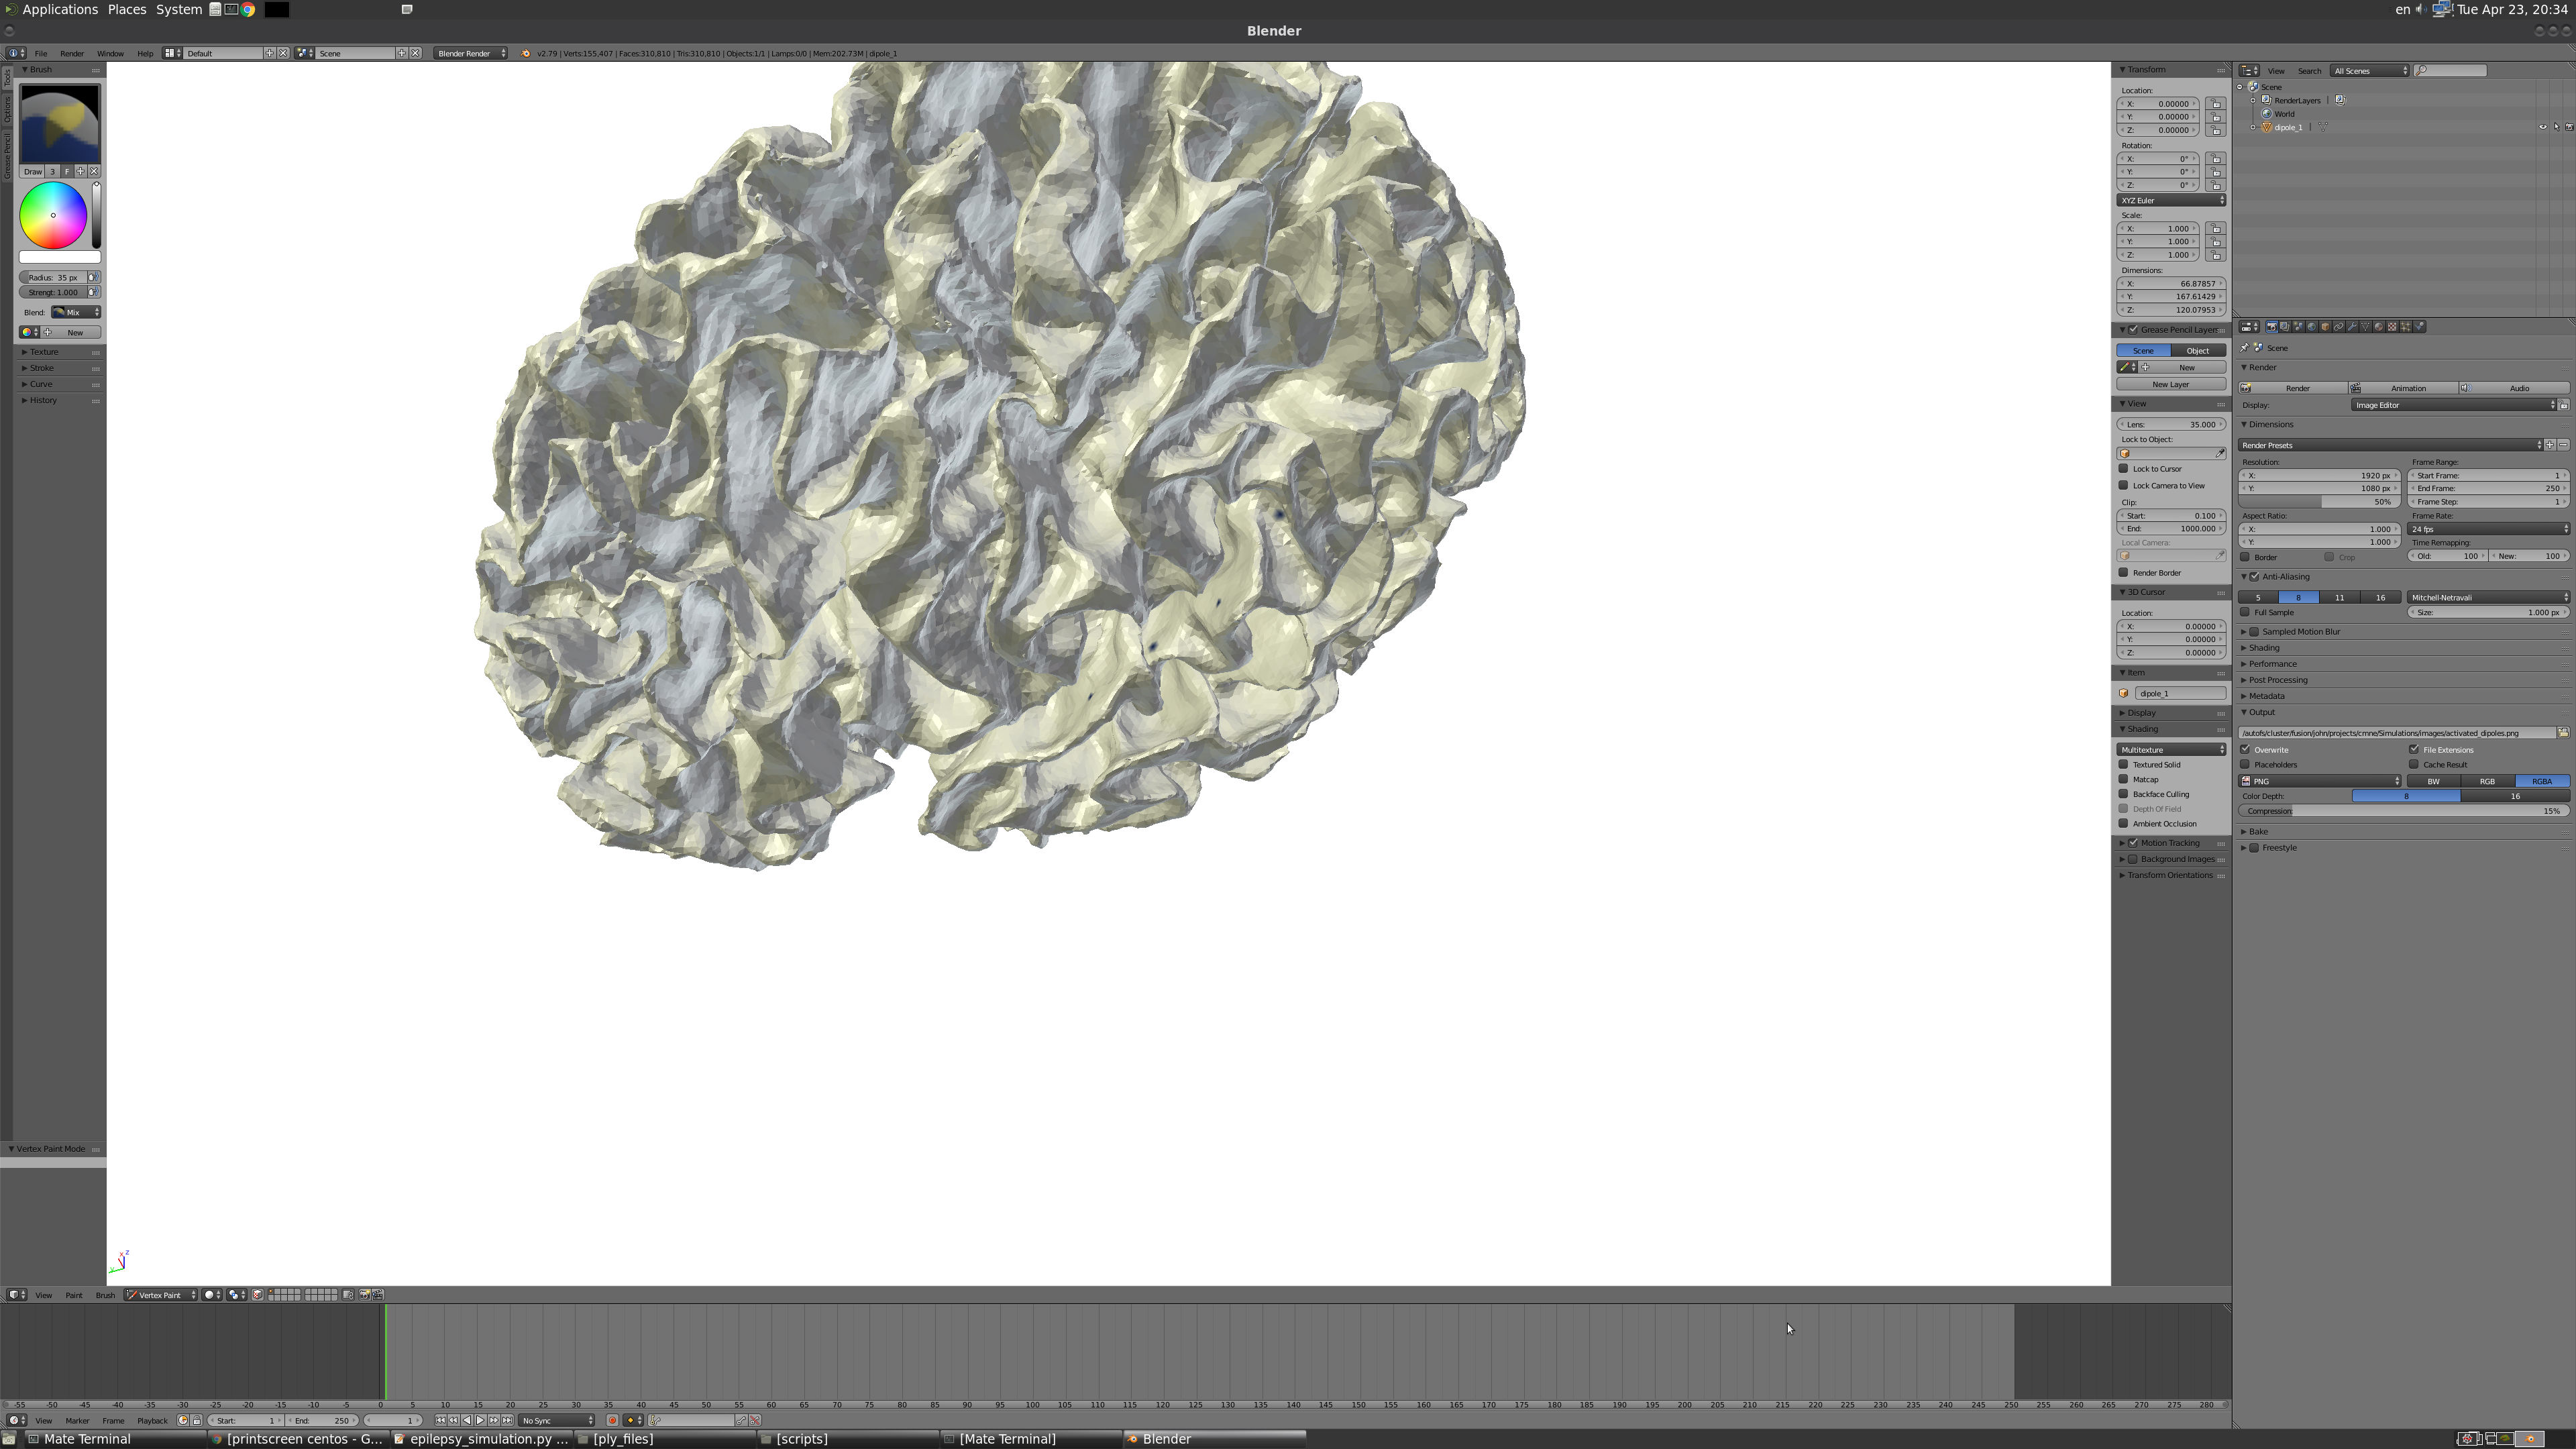 Applications Places System
en Tue Apr 23, 20:34
Blender
File Render Window Help Default Scene Blender Render v2.79 | Verts:155,407 | Faces:310,810 | Tris:310,810 | Objects:1/1 | Lamps:0/0 | Mem:202.73M | dipole_1
Tools
Options
Grease Pencil
Brush
Draw 3 F
Radius: 35 px
Strengt: 1.000
Blend: Mix
New
Texture
Stroke
Curve
History
Vertex Paint Mode
Transform
Location:
X: 0.00000
Y: 0.00000
Z: 0.00000
Rotation:
X: 0°
Y: 0°
Z: 0°
XYZ Euler
Scale:
X: 1.000
Y: 1.000
Z: 1.000
Dimensions:
X: 66.87857
Y: 167.61429
Z: 120.07953
Grease Pencil Layers
Scene Object
New
New Layer
View
Lens: 35.000
Lock to Object:
Lock to Cursor
Lock Camera to View
Clip:
Start: 0.100
End: 1000.000
Local Camera:
Render Border
3D Cursor
Location:
X: 0.00000
Y: 0.00000
Z: 0.00000
Item
dipole_1
Display
Shading
Multitexture
Textured Solid
Matcap
Backface Culling
Depth Of Field
Ambient Occlusion
Motion Tracking
Background Images
Transform Orientations
View Search All Scenes
Scene
RenderLayers |
World
dipole_1 |
Scene
Render
Render Animation Audio
Display: Image Editor
Dimensions
Render Presets
Resolution: Frame Range:
X: 1920 px Start Frame: 1
Y: 1080 px End Frame: 250
50% Frame Step: 1
Aspect Ratio: Frame Rate:
X: 1.000 24 fps
Y: 1.000 Time Remapping:
Border Crop Old: 100 New: 100
Anti-Aliasing
5 8 11 16 Mitchell-Netravali
Full Sample Size: 1.000 px
Sampled Motion Blur
Shading
Performance
Post Processing
Metadata
Output
/autofs/cluster/fusion/john/projects/cmne/Simulations/images/activated_dipoles.png
Overwrite File Extensions
Placeholders Cache Result
PNG BW RGB RGBA
Color Depth: 8 16
Compression: 15%
Bake
Freestyle
x z
y
View Paint Brush Vertex Paint
-55 -50 -45 -40 -35 -30 -25 -20 -15 -10 -5 0 5 10 15 20 25 30 35 40 45 50 55 60 65 70 75 80 85 90 95 100 105 110 115 120 125 130 135 140 145 150 155 160 165 170 175 180 185 190 195 200 205 210 215 220 225 230 235 240 245 250 255 260 265 270 275 280
View Marker Frame Playback Start: 1 End: 250 1 No Sync
Mate Terminal [printscreen centos - G... epilepsy_simulation.py ... [ply_files] [scripts] [Mate Terminal] Blender